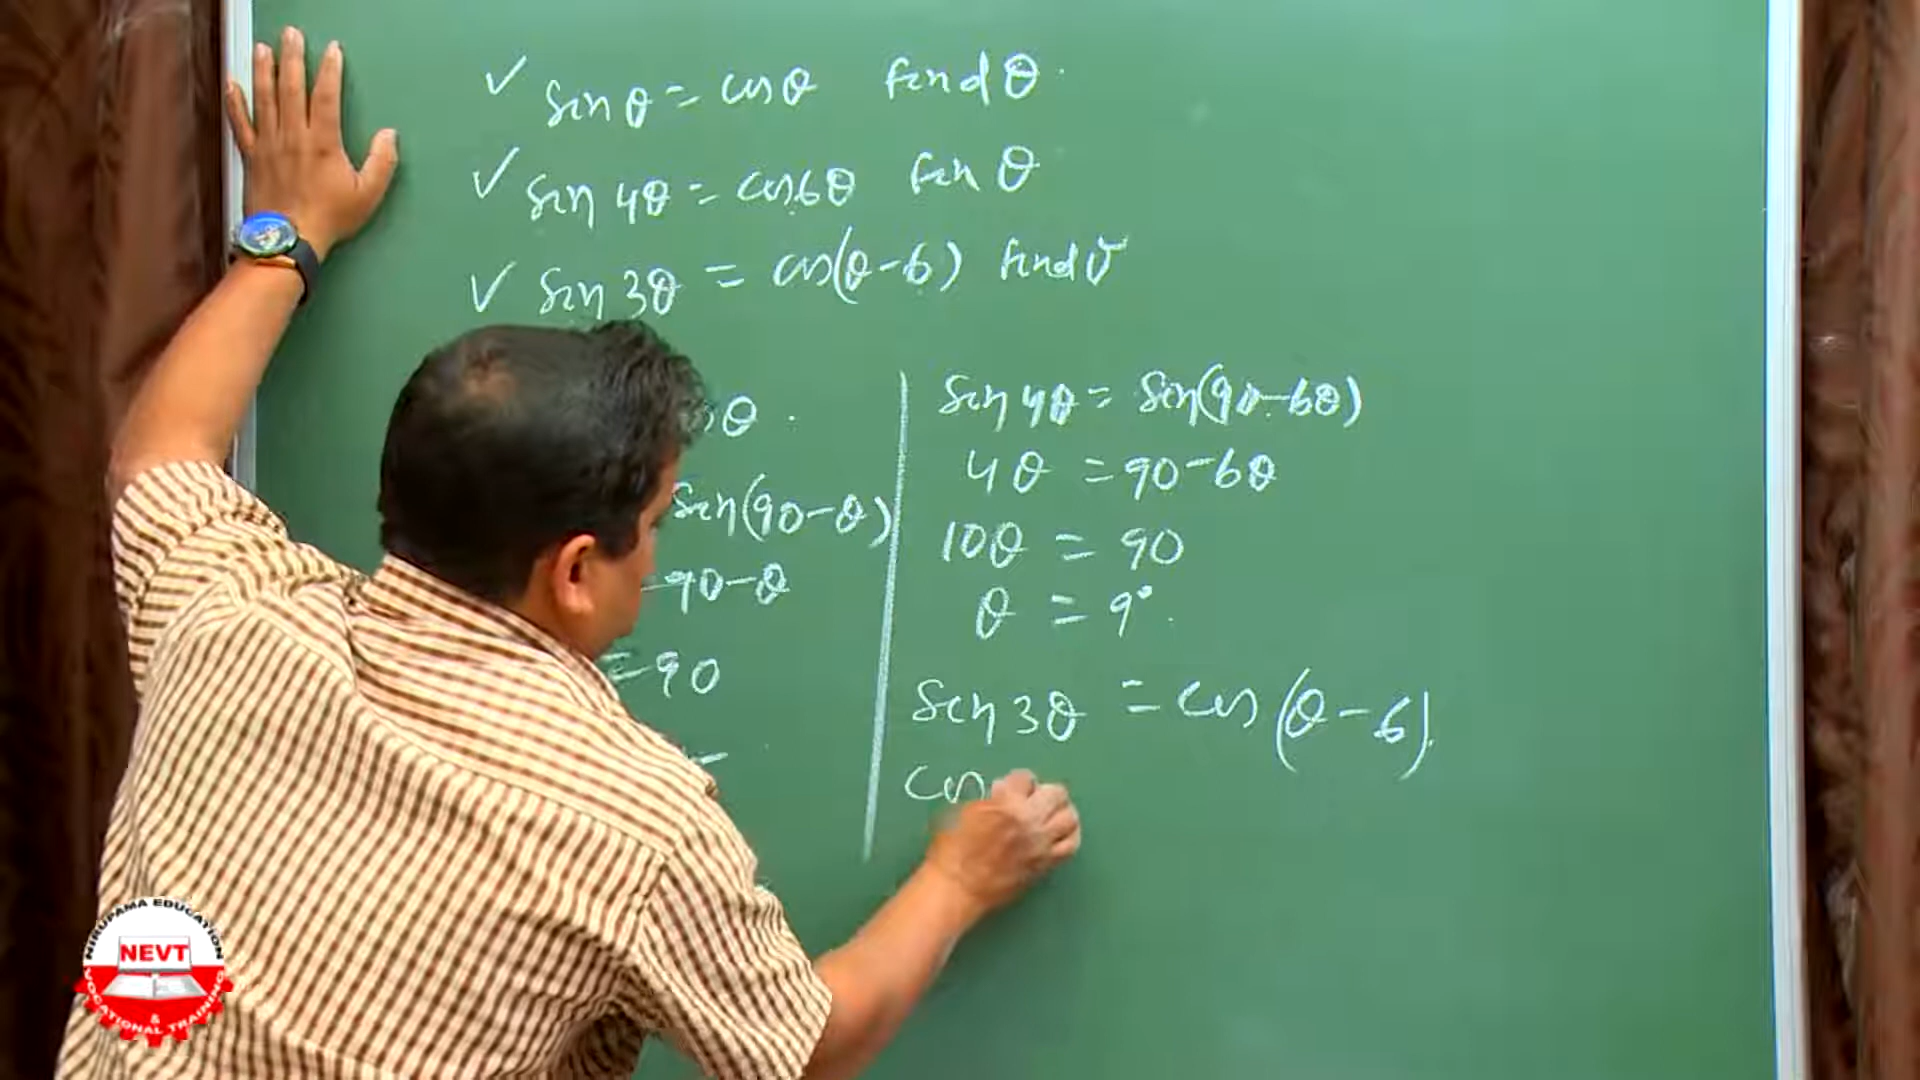 ✓ sin θ = cos θ find θ.
✓ sin 4θ = cos 6θ fin θ
✓ sin 3θ = cos(θ-6) find θ
θ.
sin(90-θ)
90-θ
=90
sin 4θ = sin(90-6θ)
4θ = 90-6θ
10θ = 90
θ = 9°.
sin 3θ = cos (θ-6).
cos
NIRUPAMA EDUCATION
NEVT
&
VOCATIONAL TRAINING